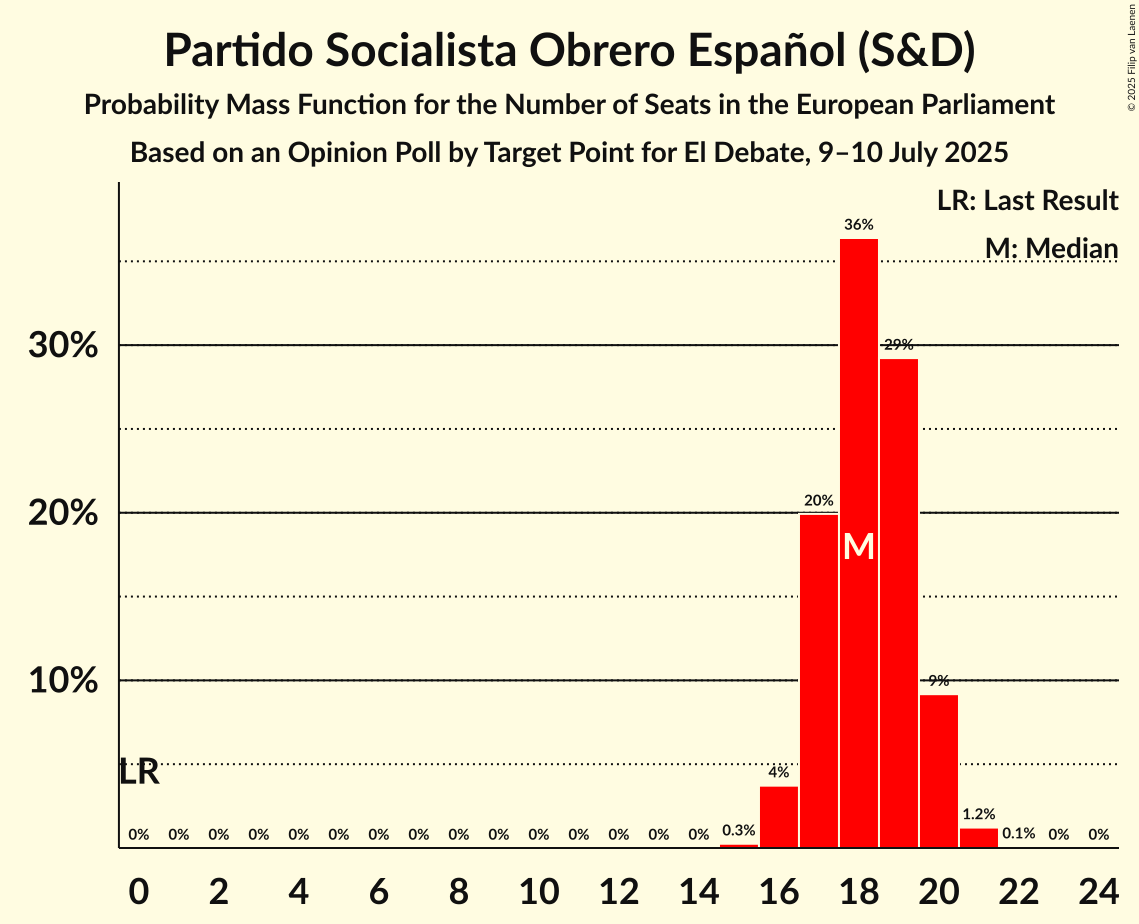 Partido Socialista Obrero Español (S&D)
Probability Mass Function for the Number of Seats in the European Parliament
Based on an Opinion Poll by Target Point for El Debate, 9–10 July 2025
© 2025 Filip van Laenen
LR: Last Result
M: Median
36%
30%
29%
20%
20%
M
10%
9%
LR
4%
0% 0% 0% 0% 0% 0% 0% 0% 0% 0% 0% 0% 0% 0% 0% 0.3% 1.2% 0.1% 0% 0%
0 2 4 6 8 10 12 14 16 18 20 22 24